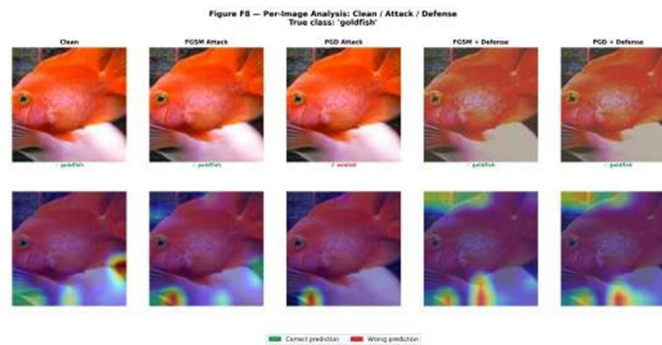 Figure F8 — Per-Image Analysis: Clean / Attack / Defense
True class: 'goldfish'
Clean FGSM Attack PGD Attack FGSM + Defense PGD + Defense
goldfish goldfish goldfish goldfish
Correct prediction Wrong prediction